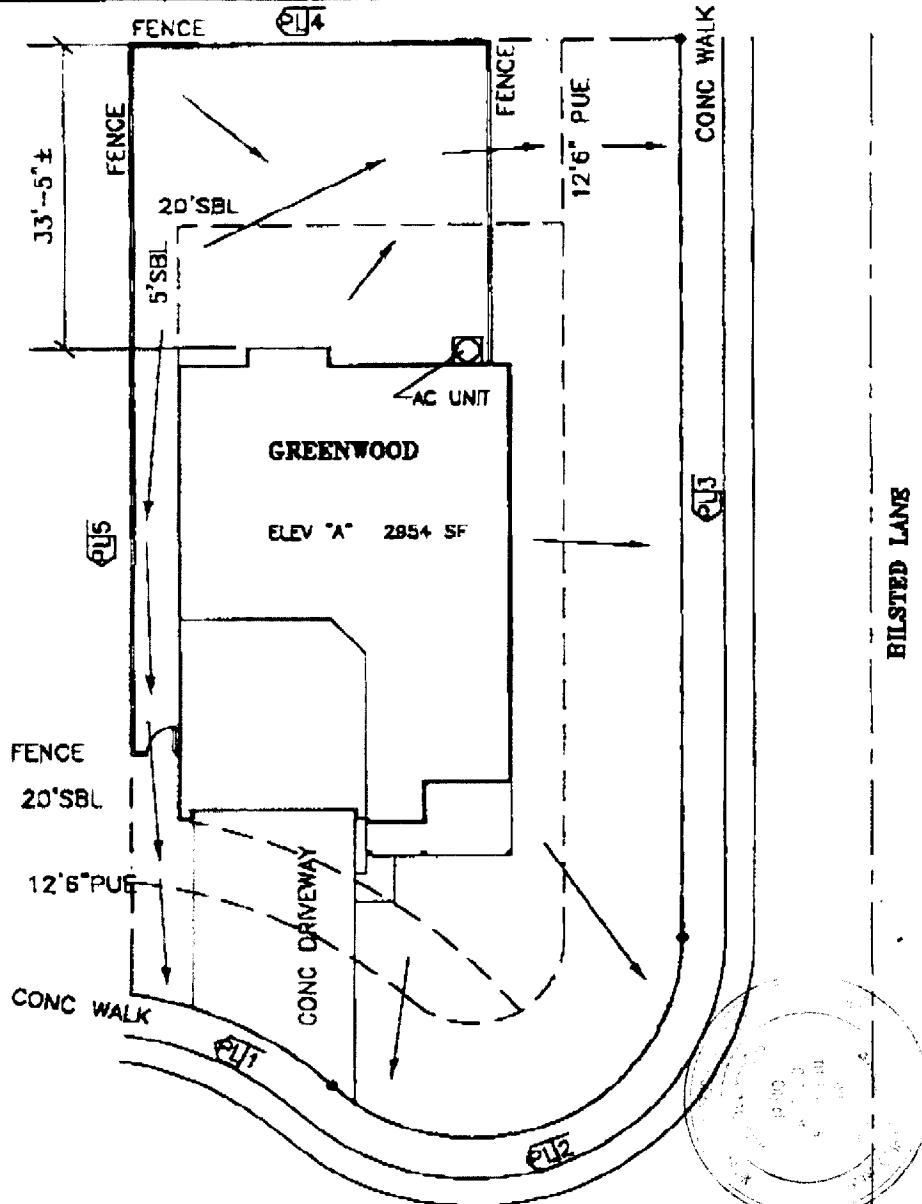 FENCE
PL4
CONC WALK
FENCE
FENCE
12'6" PUE
33'-5"±
20'SBL
5'SBL
AC UNIT
GREENWOOD
ELEV "A" 2954 SF
PL3
PL5
BILSTED LANE
FENCE
20'SBL
12'6"PUE
CONC DRIVEWAY
CONC WALK
PL1
PL2